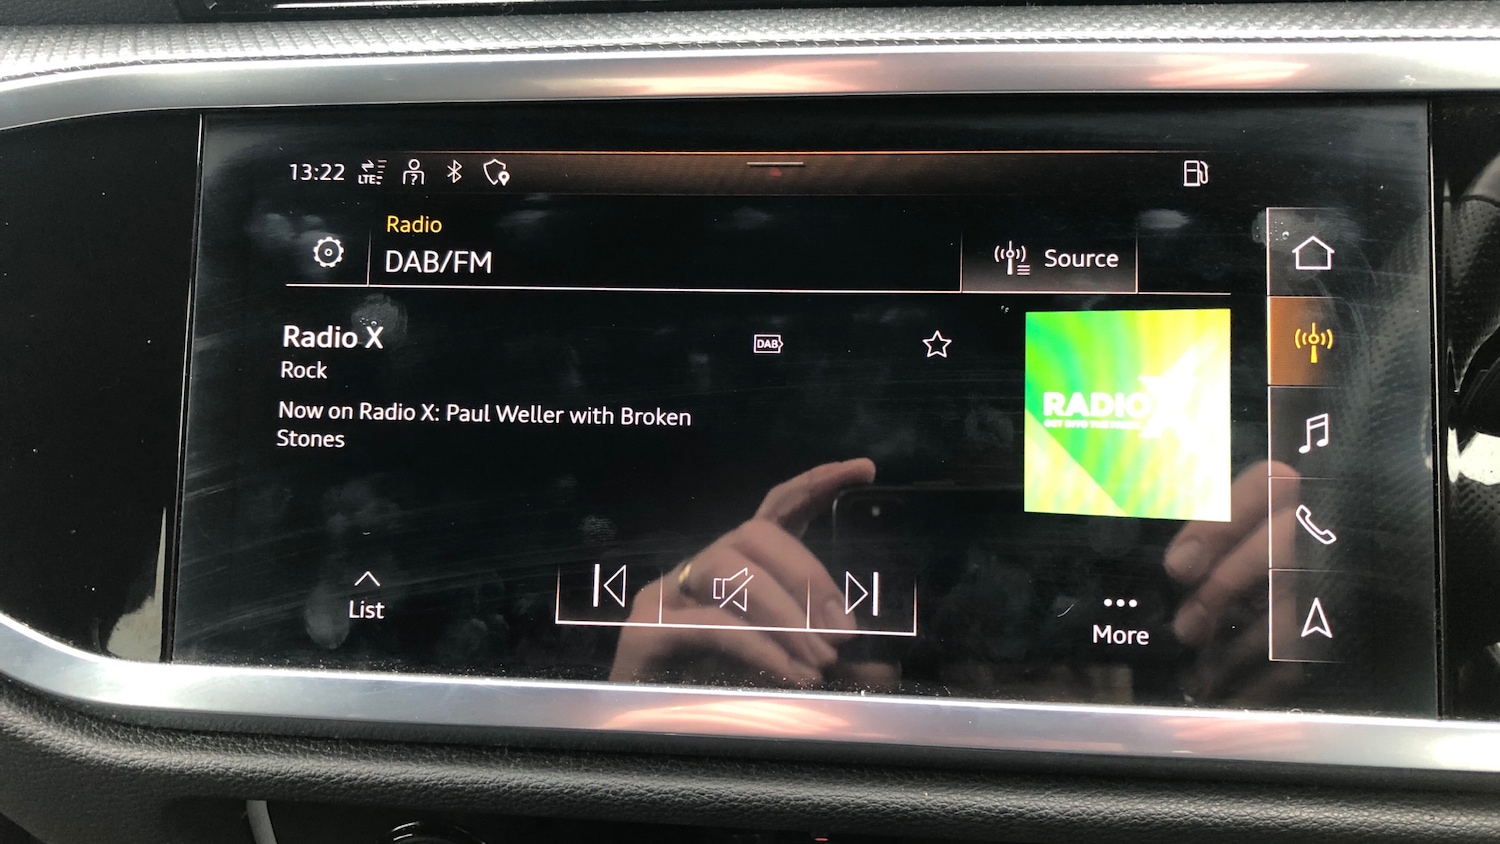 13:22 LTE ?
Radio
DAB/FM
Source
Radio X
DAB
Rock
Now on Radio X: Paul Weller with Broken
Stones
RADIO X
List
More